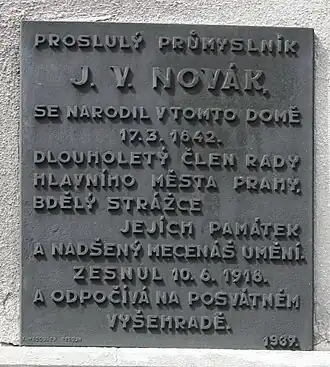 PROSLULÝ PRŮMYSLNÍK
J. V. NOVÁK,
SE NARODIL V TOMTO DOMĚ
17.3. 1842.
DLOUHOLETÝ ČLEN RADY
HLAVNÍHO MĚSTA PRAHY,
BDĚLÝ STRÁŽCE
JEJÍCH PAMÁTEK
A NADŠENÝ MECENÁŠ UMĚNÍ.
ZESNUL 10.6. 1918.
A ODPOČÍVÁ NA POSVÁTNÉM
VYŠEHRADĚ.
1939.